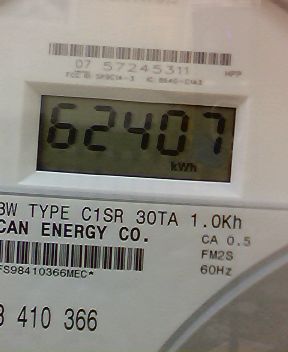 07 57245311
HPP
62407
kWh
3W TYPE C1SR 30TA 1.0Kh
CAN ENERGY CO.
CA 0.5
FM2S
60Hz
FS98410366MEC*
410 366